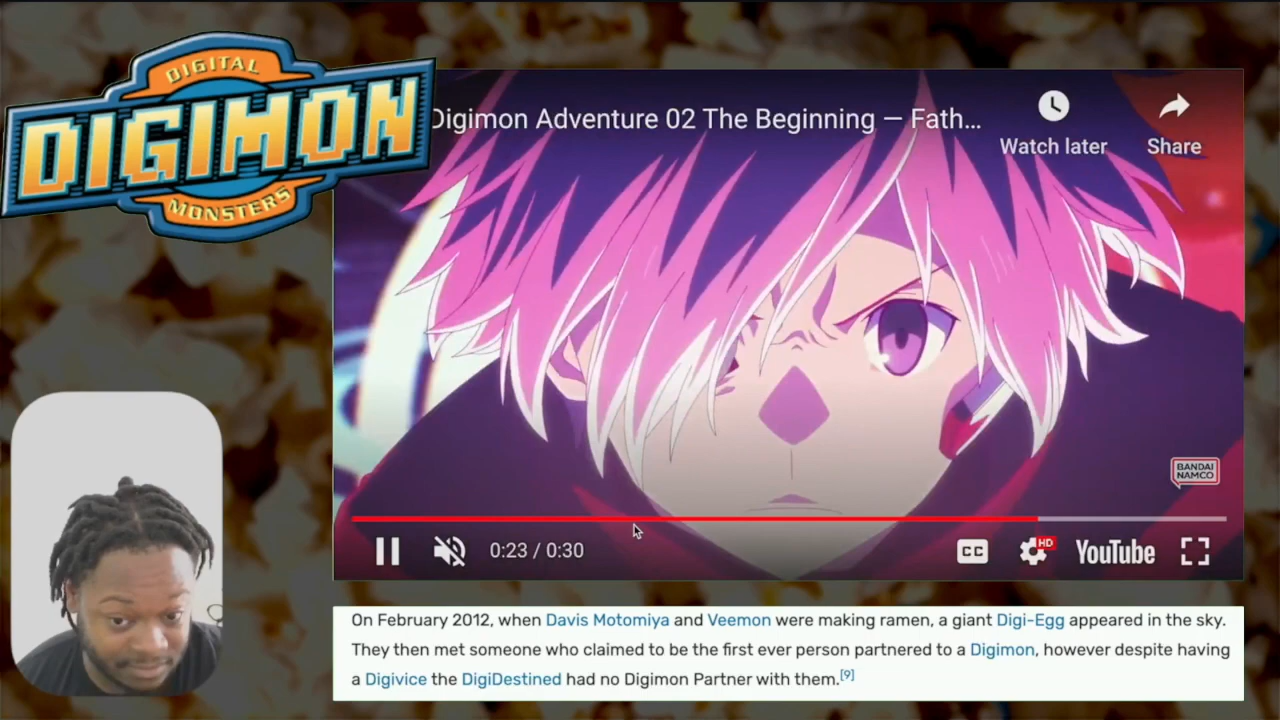 DIGITAL
DIGIMON
MONSTERS
Digimon Adventure 02 The Beginning — Fath...
Watch later
Share
BANDAI
NAMCO
0:23 / 0:30
CC
HD
YouTube
On February 2012, when Davis Motomiya and Veemon were making ramen, a giant Digi-Egg appeared in the sky.
They then met someone who claimed to be the first ever person partnered to a Digimon, however despite having
a Digivice the DigiDestined had no Digimon Partner with them.[9]